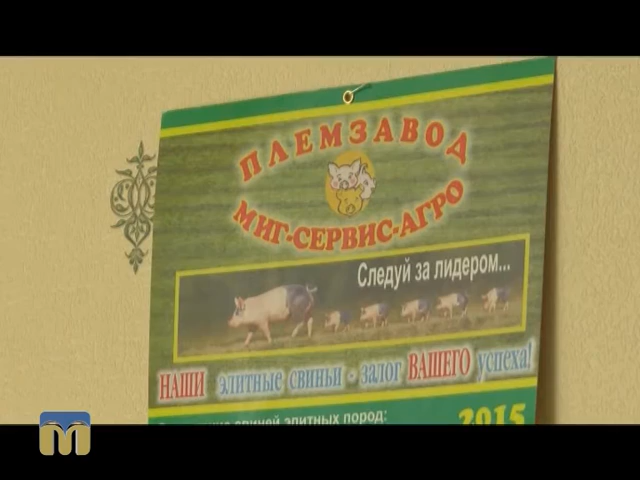 ПЛЕМЗАВОД
МИГ-СЕРВИС-АГРО
Следуй за лидером...
НАШИ элитные свиньи - залог ВАШЕГО успеха!
свиней элитных пород:
2015
M